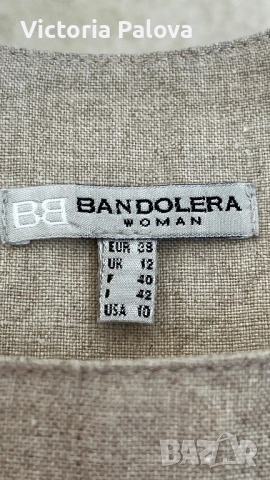 Victoria Palova
BB BANDOLERA
WOMAN
EUR 38
UK 12
F 40
I 42
USA 10
BAZAR